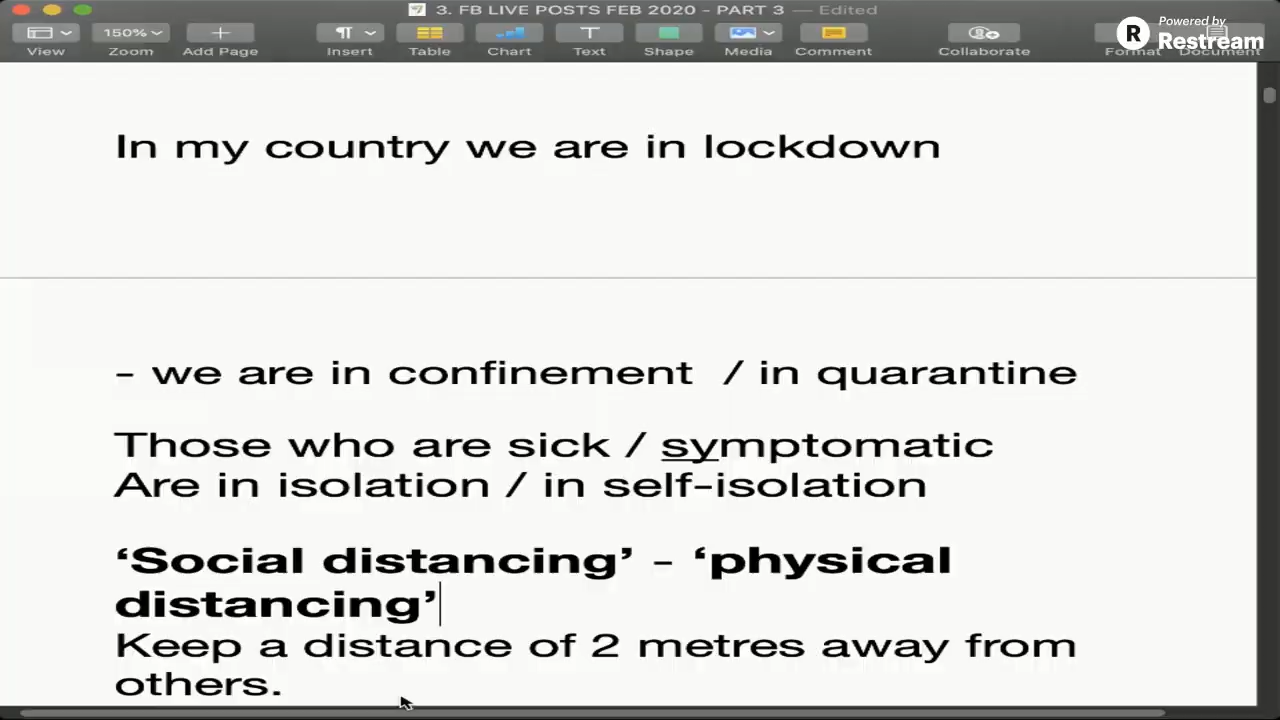 3. FB LIVE POSTS FEB 2020 - PART 3 — Edited
Powered by
Restream
R
150%
View
Zoom
Add Page
Insert
Table
Chart
Text
Shape
Media
Comment
Collaborate
Format
Document
In my country we are in lockdown
- we are in confinement / in quarantine
Those who are sick / symptomatic
Are in isolation / in self-isolation
‘Social distancing’ - ‘physical
distancing’
Keep a distance of 2 metres away from
others.